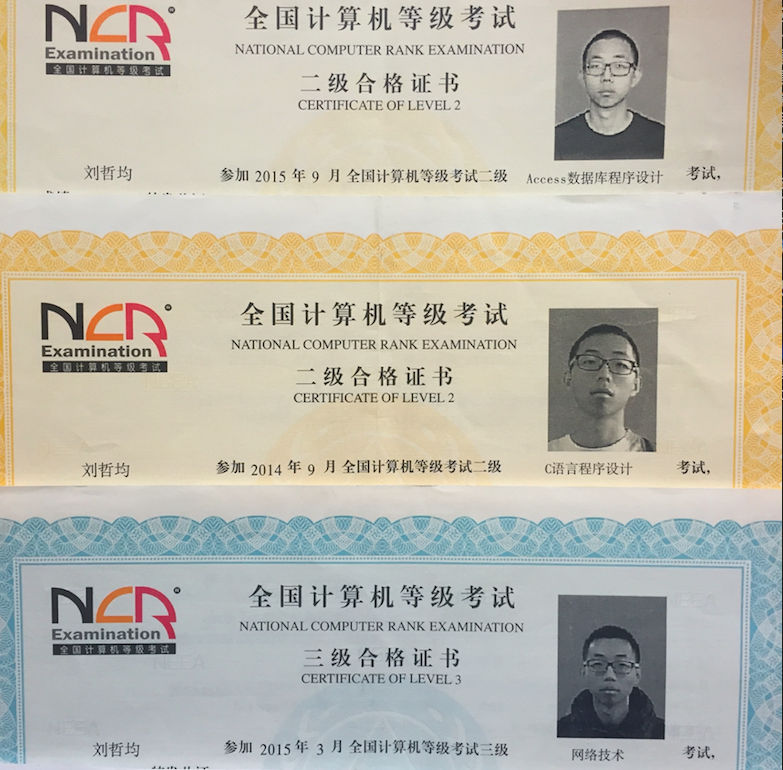 NCR
Examination
全国计算机等级考试
全国计算机等级考试
NATIONAL COMPUTER RANK EXAMINATION
二级合格证书
CERTIFICATE OF LEVEL 2
刘哲均 参加 2015 年 9 月 全国计算机等级考试二级 Access数据库程序设计 考试,
NCR
Examination
全国计算机等级考试
全国计算机等级考试
NATIONAL COMPUTER RANK EXAMINATION
二级合格证书
CERTIFICATE OF LEVEL 2
刘哲均 参加 2014 年 9 月 全国计算机等级考试二级 C语言程序设计 考试,
NCR
Examination
全国计算机等级考试
全国计算机等级考试
NATIONAL COMPUTER RANK EXAMINATION
三级合格证书
CERTIFICATE OF LEVEL 3
刘哲均 参加 2015 年 3 月 全国计算机等级考试三级 网络技术 考试,